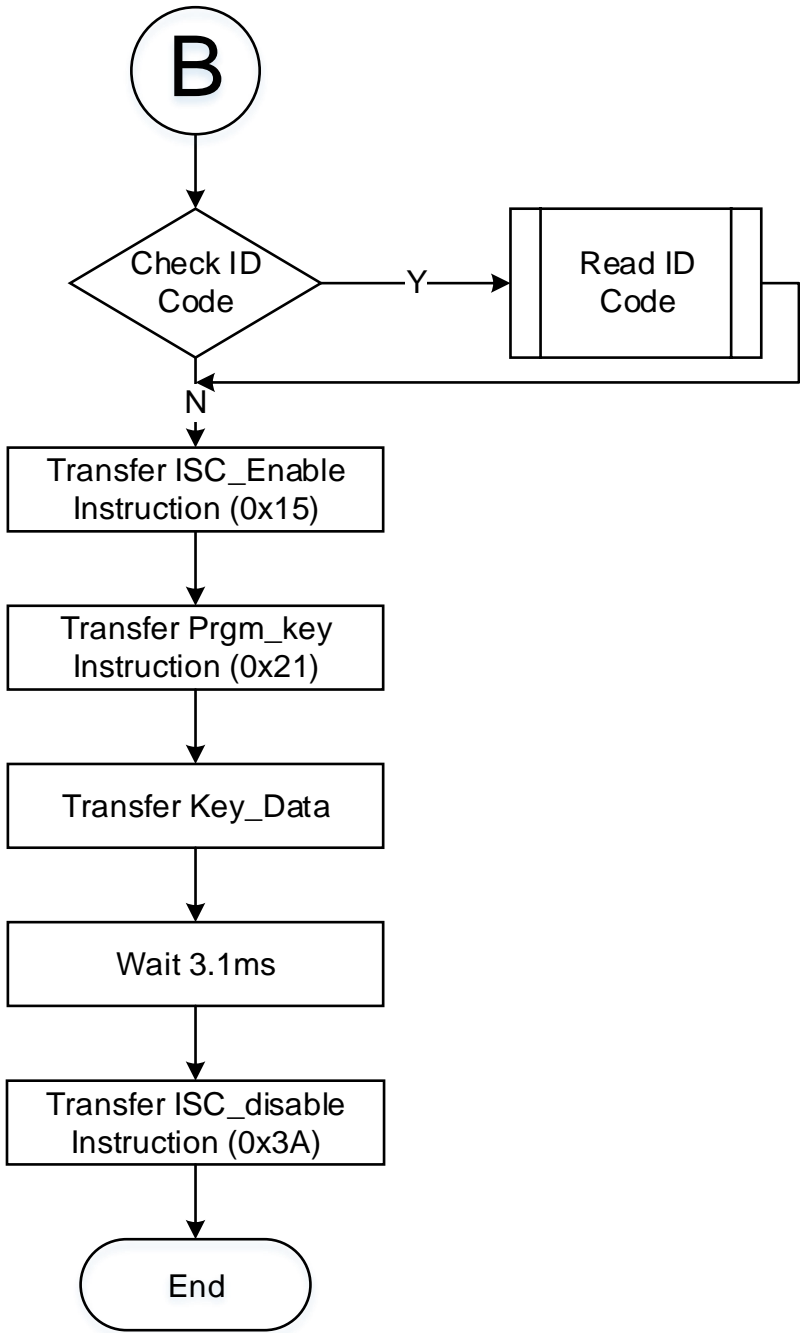 B
Check ID
Code
Y
Read ID
Code
N
Transfer ISC_Enable
Instruction (0x15)
Transfer Prgm_key
Instruction (0x21)
Transfer Key_Data
Wait 3.1ms
Transfer ISC_disable
Instruction (0x3A)
End